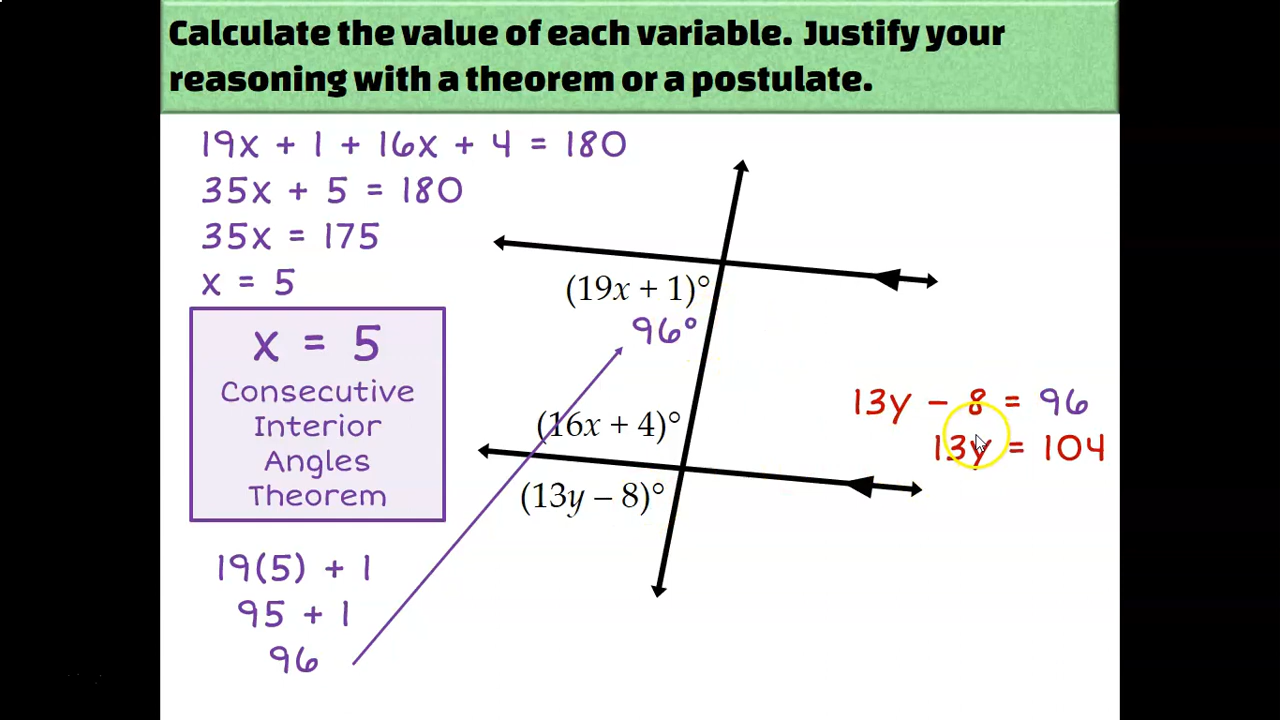 Calculate the value of each variable. Justify your
reasoning with a theorem or a postulate.
19x + 1 + 16x + 4 = 180
35x + 5 = 180
35x = 175
x = 5
x = 5
Consecutive
Interior
Angles
Theorem
19(5) + 1
95 + 1
96
(19x + 1)°
96°
(16x + 4)°
(13y – 8)°
13y – 8 = 96
13y = 104